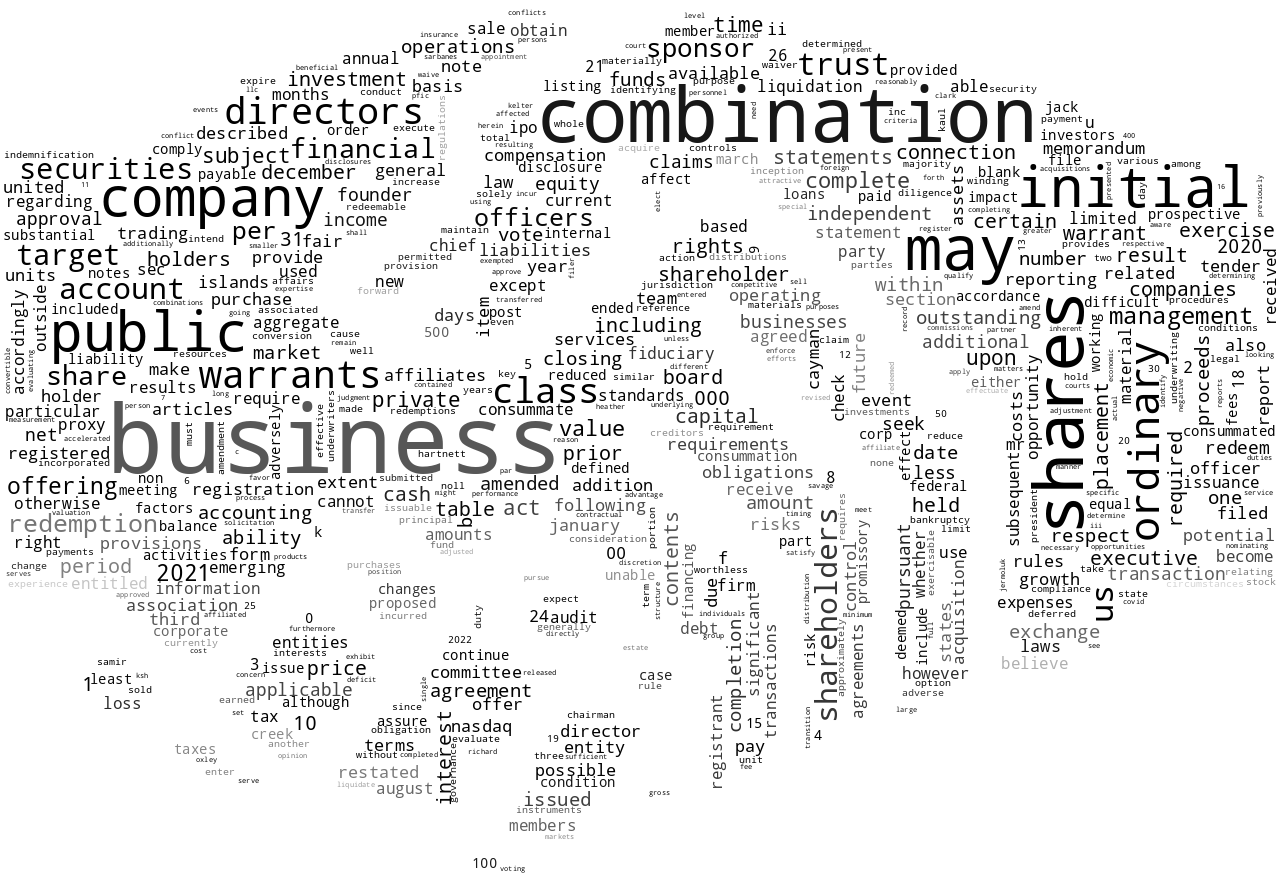 conflicts
level
insurance sale obtain
member time ii
authorized
operations persons
court sponsor determined
present
sarbanes appointment
annual note
21 materially 26 waiver trust provided
beneficial
investment basis
funds available
reasonably
expire months conduct waive pfic
listing identifying purpose liquidation able security
llc
personnel
events directors kelter combination clark jack
affected
need inc kaul payment u
described order execute regulations
herein ipo whole criteria investors 400
conflict
total memorandum
comply subject financial resulting acquire controls
indemnification disclosures compensation claims march statements connection file various among
securities payable december general disclosure inception foreign majority acquisitions
increase law equity affect attractive complete forth blank winding initial
united 11 founder solely incur loans paid diligence assets impact presented day 16 previously
regarding company redeemable using current elect special completing
approval income officers independent register certain limited prospective
substantial trading per shall maintain vote internal based statement greater warrant aware exercise
additionally intend smaller 31 fair chief liabilities rights 9 distributions party may 13 provides respective 2020
target holders provide permitted exempted action parties number two result tender
units notes sec affairs used provision approve year filer shareholder qualify reporting related determining
islands expertise new except jurisdiction competitive sell within accordance companies received
account combinations purchase forward transferred team entered operating section difficult procedures
included going associated days item post ended reference materials purposes record outstanding amend management
accordingly outside public aggregate 500 even including businesses commissions partner inherent conditions
conversion cause services unless agreed enforce claim additional shares working underwriting also
liability resources market remain well closing fiduciary efforts cayman 12 future upon matters material economic ordinary legal looking
convertible evaluating share make warrants affiliates key 5 reduced similar different board check redeemed apply either hold courts actual 30 2 proceeds
holder results long contained years class standards revised effectuate opportunity placement identify negative 18 reports report
particular person 7 require judgment private heather underlying 000 event costs adjustment fees
measurement articles made redemptions consummate capital investments 50
proxy must adversely effective underwriters reason value creditors requirement corp seek mr 20 consummated
net accelerated amendment c hartnett prior requirements affiliate reduce date manner required redeem
registered consummation none effect duties
incorporated favor par defined obligations less subsequent president specific officer
offering non 6 registration extent submitted noll amended addition savage 8 federal equal issuance
meeting process cannot cash might performance advantage receive held determine one service
otherwise factors transfer issuable b table act following amount requires meet bankruptcy iii filed
valuation solicitation accounting principal contractual timing limit
redemption balance k amounts january risks promissory necessary respect
right provisions ability fund consideration portion contents part shareholders pursuant rules opportunities potential
payments activities form products adjusted 00 satisfy control whether use take executive nominating
change period 2021 emerging purchases discretion f worthless exercisable growth compliance become
serves entitled position pursue unable due firm jermoluk transaction relating
experience approved information changes term structure financing distribution deemed expenses state circumstances stock
association 25 affiliated 0 proposed duty expect 24 audit individuals minimum include full states acquisition deferred covid us
third furthermore incurred generally debt significant risk approximately exchange
corporate entities 2022 directly group completion agreements laws see
currently interests estate believe
cost
samir 3 issue exhibit price continue case however
1 least ksh concern deficit committee released rule option
sold applicable single agreement transactions adverse
loss earned although since offer registrant large
set tax 10 assure interest nasdaq chairman 15 transition
creek obligation 19 director 4
taxes another terms evaluate entity pay
oxley opinion without completed richard three sufficient unit
enter restated governance possible fee
serve liquidate august condition gross
issued
instruments
members
markets
100 voting